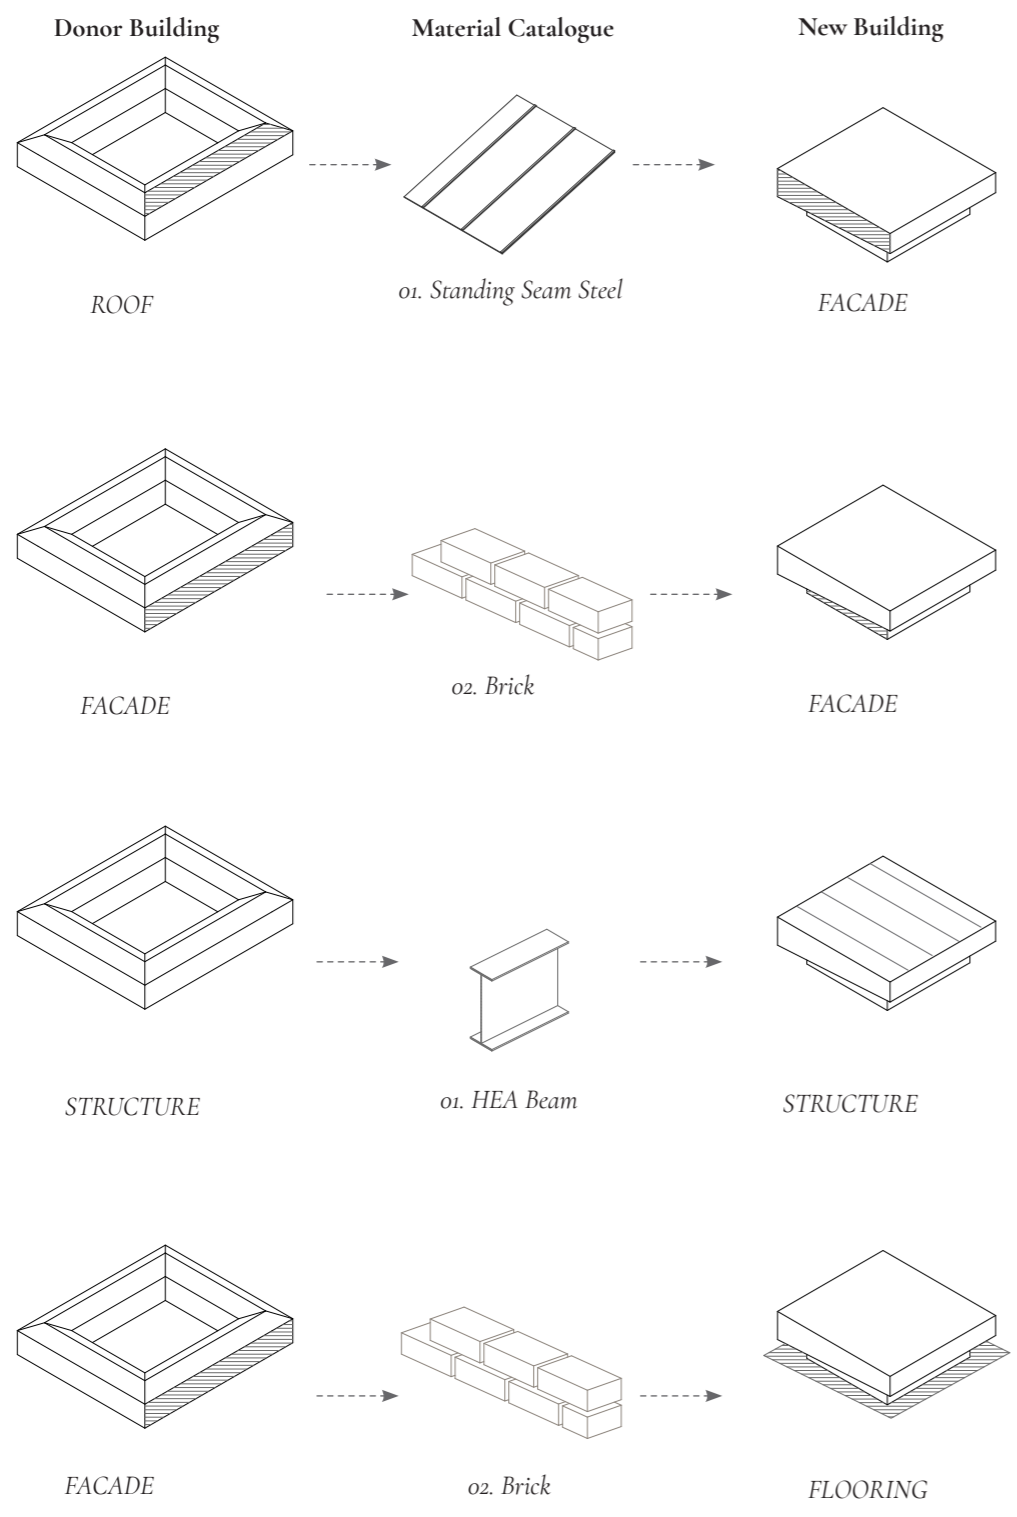 Donor Building
Material Catalogue
New Building
ROOF
01. Standing Seam Steel
FACADE
FACADE
02. Brick
FACADE
STRUCTURE
01. HEA Beam
STRUCTURE
FACADE
02. Brick
FLOORING